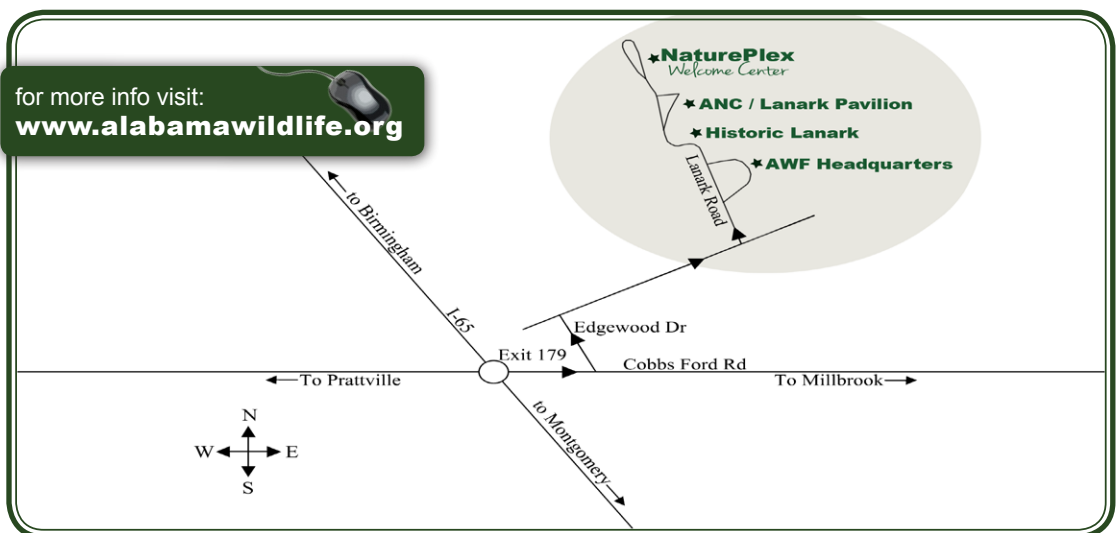 NaturePlex
Welcome Center
for more info visit:
www.alabamawildlife.org
ANC / Lanark Pavilion
Historic Lanark
AWF Headquarters
Lanark Road
to Birmingham
I-65
Edgewood Dr
Exit 179
Cobbs Ford Rd
To Prattville
To Millbrook
to Montgomery
N
W E
S